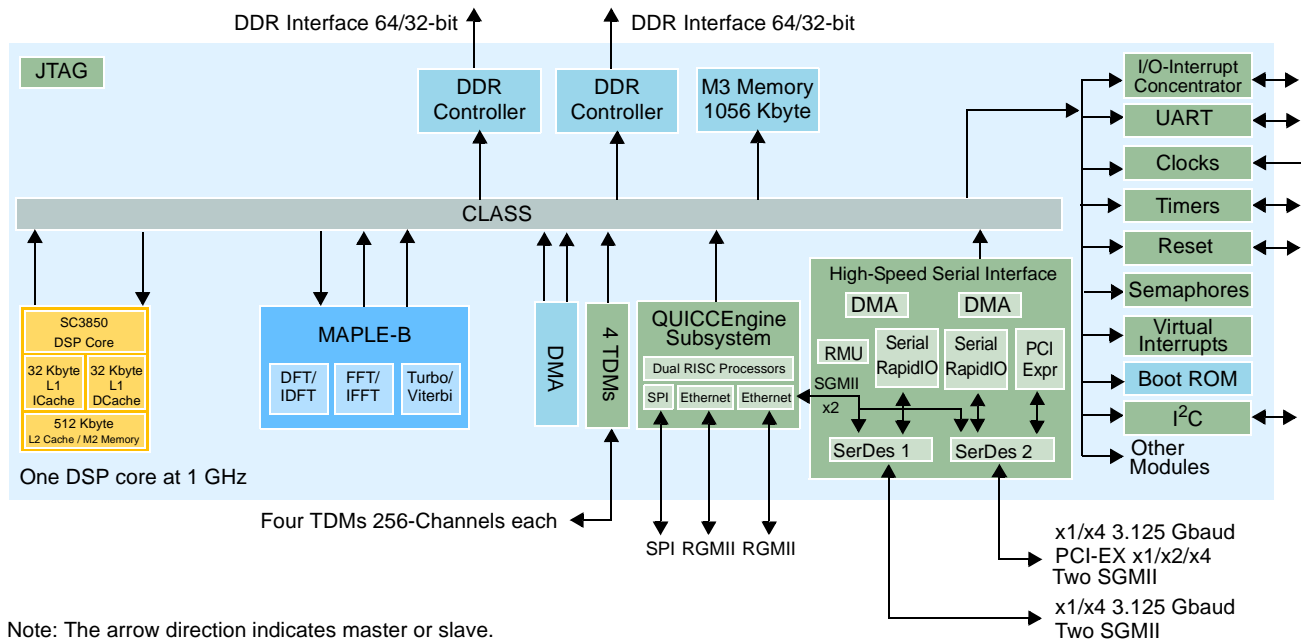 DDR Interface 64/32-bit
DDR Interface 64/32-bit
JTAG
DDR
Controller
DDR
Controller
M3 Memory
1056 Kbyte
I/O-Interrupt
Concentrator
UART
Clocks
Timers
Reset
Semaphores
Virtual
Interrupts
Boot ROM
I²C
Other
Modules
CLASS
SC3850
DSP Core
32 Kbyte
L1
ICache
32 Kbyte
L1
DCache
512 Kbyte
L2 Cache / M2 Memory
One DSP core at 1 GHz
MAPLE-B
DFT/
IDFT
FFT/
IFFT
Turbo/
Viterbi
DMA
4 TDMs
QUICCEngine
Subsystem
Dual RISC Processors
SPI
Ethernet
Ethernet
High-Speed Serial Interface
DMA
DMA
RMU
Serial
RapidIO
Serial
RapidIO
PCI
Expr
SGMII
x2
SerDes 1
SerDes 2
Four TDMs 256-Channels each
SPI
RGMII
RGMII
x1/x4 3.125 Gbaud
PCI-EX x1/x2/x4
Two SGMII
x1/x4 3.125 Gbaud
Two SGMII
Note: The arrow direction indicates master or slave.